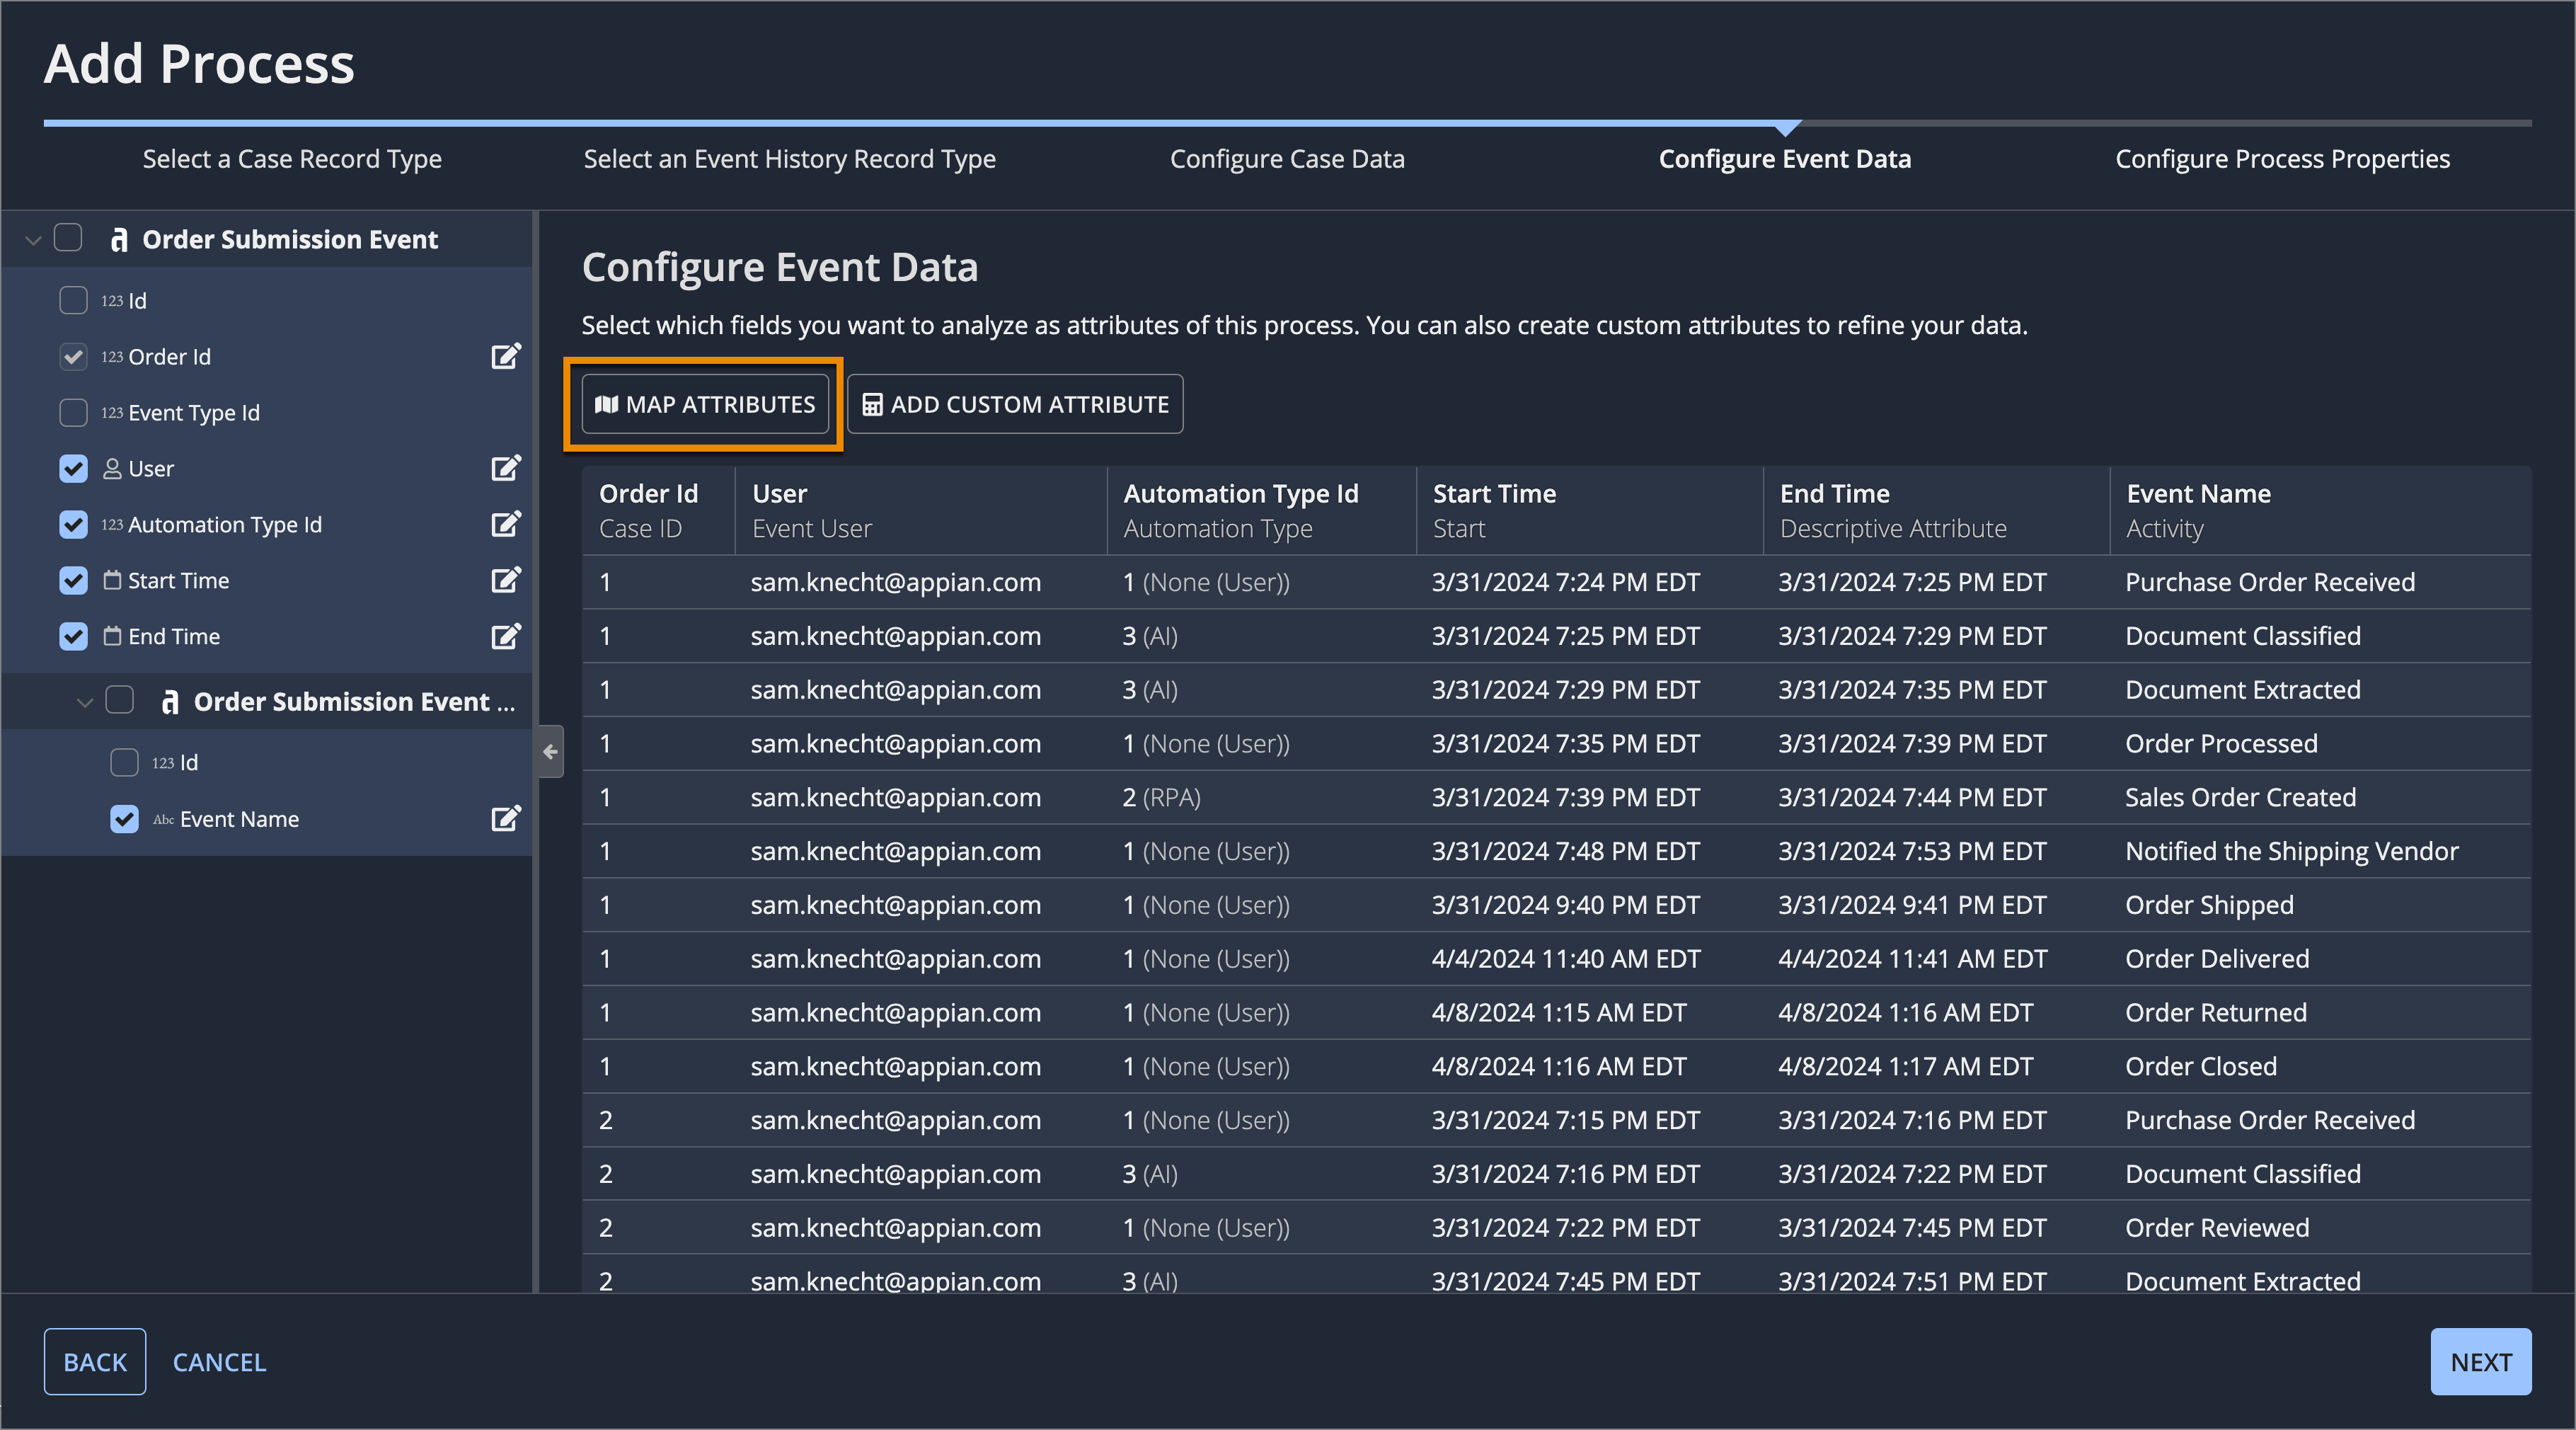 Add Process
Select a Case Record Type
Select an Event History Record Type
Configure Case Data
Configure Event Data
Configure Process Properties
Order Submission Event
123 Id
123 Order Id
123 Event Type Id
User
123 Automation Type Id
Start Time
End Time
Order Submission Event ...
123 Id
Abc Event Name
Configure Event Data
Select which fields you want to analyze as attributes of this process. You can also create custom attributes to refine your data.
MAP ATTRIBUTES
ADD CUSTOM ATTRIBUTE
Order Id User Automation Type Id Start Time End Time Event Name
Case ID Event User Automation Type Start Descriptive Attribute Activity
1 sam.knecht@appian.com 1 (None (User)) 3/31/2024 7:24 PM EDT 3/31/2024 7:25 PM EDT Purchase Order Received
1 sam.knecht@appian.com 3 (AI) 3/31/2024 7:25 PM EDT 3/31/2024 7:29 PM EDT Document Classified
1 sam.knecht@appian.com 3 (AI) 3/31/2024 7:29 PM EDT 3/31/2024 7:35 PM EDT Document Extracted
1 sam.knecht@appian.com 1 (None (User)) 3/31/2024 7:35 PM EDT 3/31/2024 7:39 PM EDT Order Processed
1 sam.knecht@appian.com 2 (RPA) 3/31/2024 7:39 PM EDT 3/31/2024 7:44 PM EDT Sales Order Created
1 sam.knecht@appian.com 1 (None (User)) 3/31/2024 7:48 PM EDT 3/31/2024 7:53 PM EDT Notified the Shipping Vendor
1 sam.knecht@appian.com 1 (None (User)) 3/31/2024 9:40 PM EDT 3/31/2024 9:41 PM EDT Order Shipped
1 sam.knecht@appian.com 1 (None (User)) 4/4/2024 11:40 AM EDT 4/4/2024 11:41 AM EDT Order Delivered
1 sam.knecht@appian.com 1 (None (User)) 4/8/2024 1:15 AM EDT 4/8/2024 1:16 AM EDT Order Returned
1 sam.knecht@appian.com 1 (None (User)) 4/8/2024 1:16 AM EDT 4/8/2024 1:17 AM EDT Order Closed
2 sam.knecht@appian.com 1 (None (User)) 3/31/2024 7:15 PM EDT 3/31/2024 7:16 PM EDT Purchase Order Received
2 sam.knecht@appian.com 3 (AI) 3/31/2024 7:16 PM EDT 3/31/2024 7:22 PM EDT Document Classified
2 sam.knecht@appian.com 1 (None (User)) 3/31/2024 7:22 PM EDT 3/31/2024 7:45 PM EDT Order Reviewed
2 sam.knecht@appian.com 3 (AI) 3/31/2024 7:45 PM EDT 3/31/2024 7:51 PM EDT Document Extracted
BACK
CANCEL
NEXT